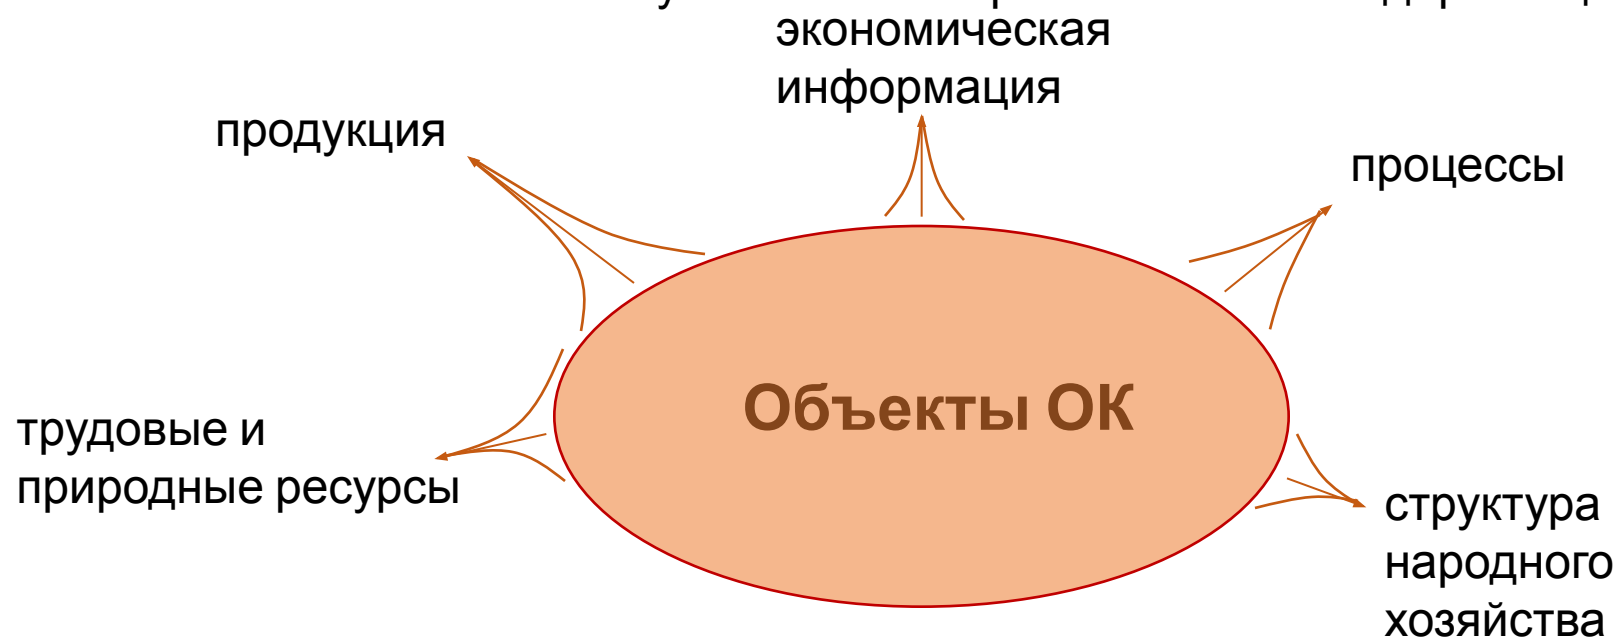 экономическая
информация
продукция
процессы
Объекты ОК
трудовые и
природные ресурсы
структура
народного
хозяйства